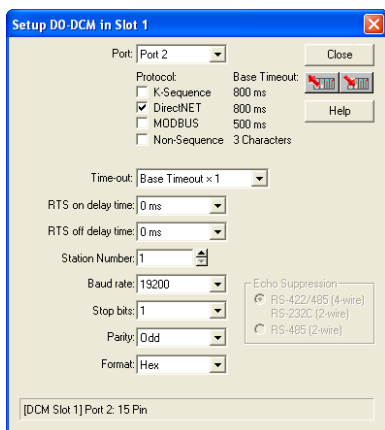 Setup D0-DCM in Slot 1
Port: Port 2
Close
Protocol: Base Timeout:
K-Sequence 800 ms
DirectNET 800 ms
MODBUS 500 ms
Non-Sequence 3 Characters
Help
Time-out: Base Timeout × 1
RTS on delay time: 0 ms
RTS off delay time: 0 ms
Station Number: 1
Baud rate: 19200
Stop bits: 1
Parity: Odd
Format: Hex
Echo Suppression
RS-422/485 (4-wire)
RS-232C (2-wire)
RS-485 (2-wire)
[DCM Slot 1] Port 2: 15 Pin